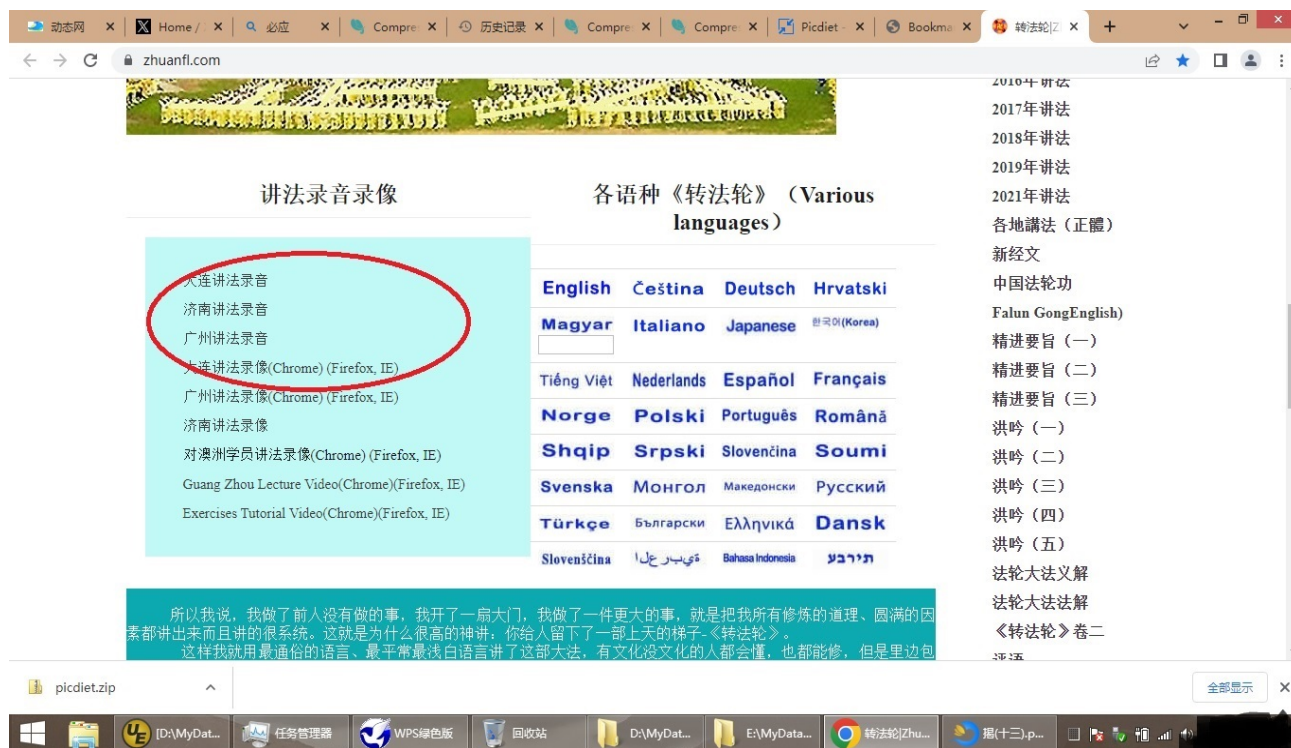 动态网
Home /
必应
Compre
历史记录
Compre
Compre
Picdiet -
Bookma
转法轮|Z
zhuanfl.com
讲法录音录像
大连讲法录音
济南讲法录音
广州讲法录音
大连讲法录像(Chrome) (Firefox, IE)
广州讲法录像(Chrome) (Firefox, IE)
济南讲法录像
对澳洲学员讲法录像(Chrome) (Firefox, IE)
Guang Zhou Lecture Video(Chrome)(Firefox, IE)
Exercises Tutorial Video(Chrome)(Firefox, IE)
各语种《转法轮》（Various
languages）
English Čeština Deutsch Hrvatski
Magyar Italiano Japanese 한국어(Korea)
Tiếng Việt Nederlands Español Français
Norge Polski Português Română
Shqip Srpski Slovenčina Soumi
Svenska Монгол Македонски Русский
Türkçe Български Ελληνικά Dansk
Slovenščina Bahasa Indonesia תירבע
2016年讲法
2017年讲法
2018年讲法
2019年讲法
2021年讲法
各地講法（正體）
新经文
中国法轮功
Falun GongEnglish)
精进要旨（一）
精进要旨（二）
精进要旨（三）
洪吟（一）
洪吟（二）
洪吟（三）
洪吟（四）
洪吟（五）
法轮大法义解
法轮大法法解
《转法轮》卷二
所以我说，我做了前人没有做的事，我开了一扇大门，我做了一件更大的事，就是把我所有修炼的道理、圆满的因
素都讲出来而且讲的很系统。这就是为什么很高的神讲：你给人留下了一部上天的梯子-《转法轮》。
这样我就用最通俗的语言、最平常最浅白语言讲了这部大法，有文化没文化的人都会懂，也都能修，但是里边包
picdiet.zip
全部显示
[D:\MyDat...
任务管理器
WPS绿色版
回收站
D:\MyDat...
E:\MyData...
转法轮|Zhu...
揭(十三).p...